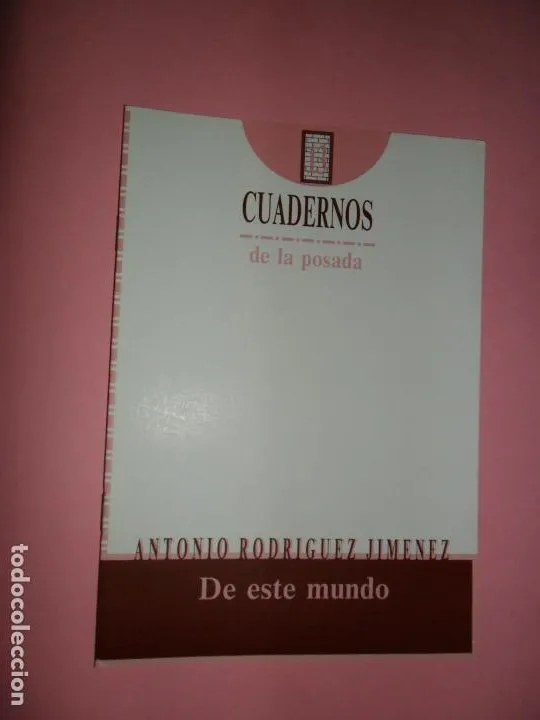 CUADERNOS
de la posada
ANTONIO RODRIGUEZ JIMENEZ
De este mundo
todocoleccion